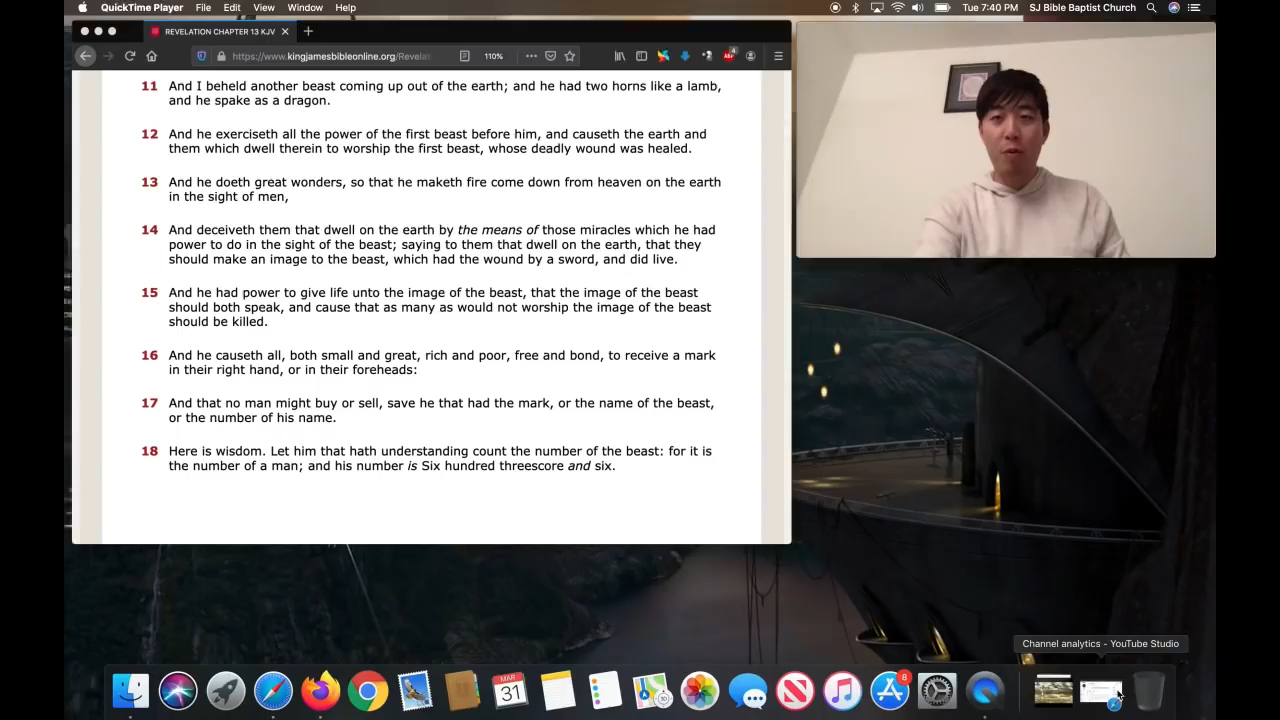 QuickTime Player File Edit View Window Help Tue 7:40 PM SJ Bible Baptist Church
REVELATION CHAPTER 13 KJV
https://www.kingjamesbibleonline.org/Revela 110%
11 And I beheld another beast coming up out of the earth; and he had two horns like a lamb,
and he spake as a dragon.
12 And he exerciseth all the power of the first beast before him, and causeth the earth and
them which dwell therein to worship the first beast, whose deadly wound was healed.
13 And he doeth great wonders, so that he maketh fire come down from heaven on the earth
in the sight of men,
14 And deceiveth them that dwell on the earth by the means of those miracles which he had
power to do in the sight of the beast; saying to them that dwell on the earth, that they
should make an image to the beast, which had the wound by a sword, and did live.
15 And he had power to give life unto the image of the beast, that the image of the beast
should both speak, and cause that as many as would not worship the image of the beast
should be killed.
16 And he causeth all, both small and great, rich and poor, free and bond, to receive a mark
in their right hand, or in their foreheads:
17 And that no man might buy or sell, save he that had the mark, or the name of the beast,
or the number of his name.
18 Here is wisdom. Let him that hath understanding count the number of the beast: for it is
the number of a man; and his number is Six hundred threescore and six.
Channel analytics - YouTube Studio
MAR
31
8